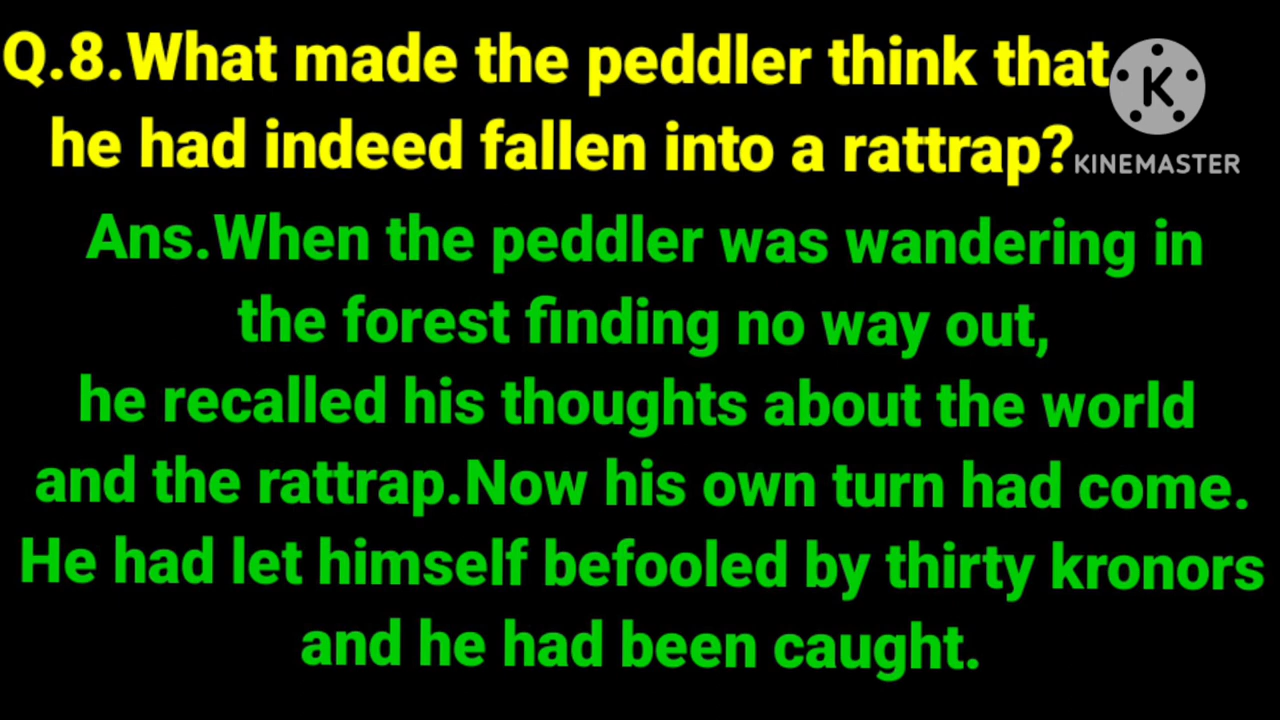 Q.8.What made the peddler think that
he had indeed fallen into a rattrap?
K
KINEMASTER
Ans.When the peddler was wandering in
the forest finding no way out,
he recalled his thoughts about the world
and the rattrap.Now his own turn had come.
He had let himself befooled by thirty kronors
and he had been caught.